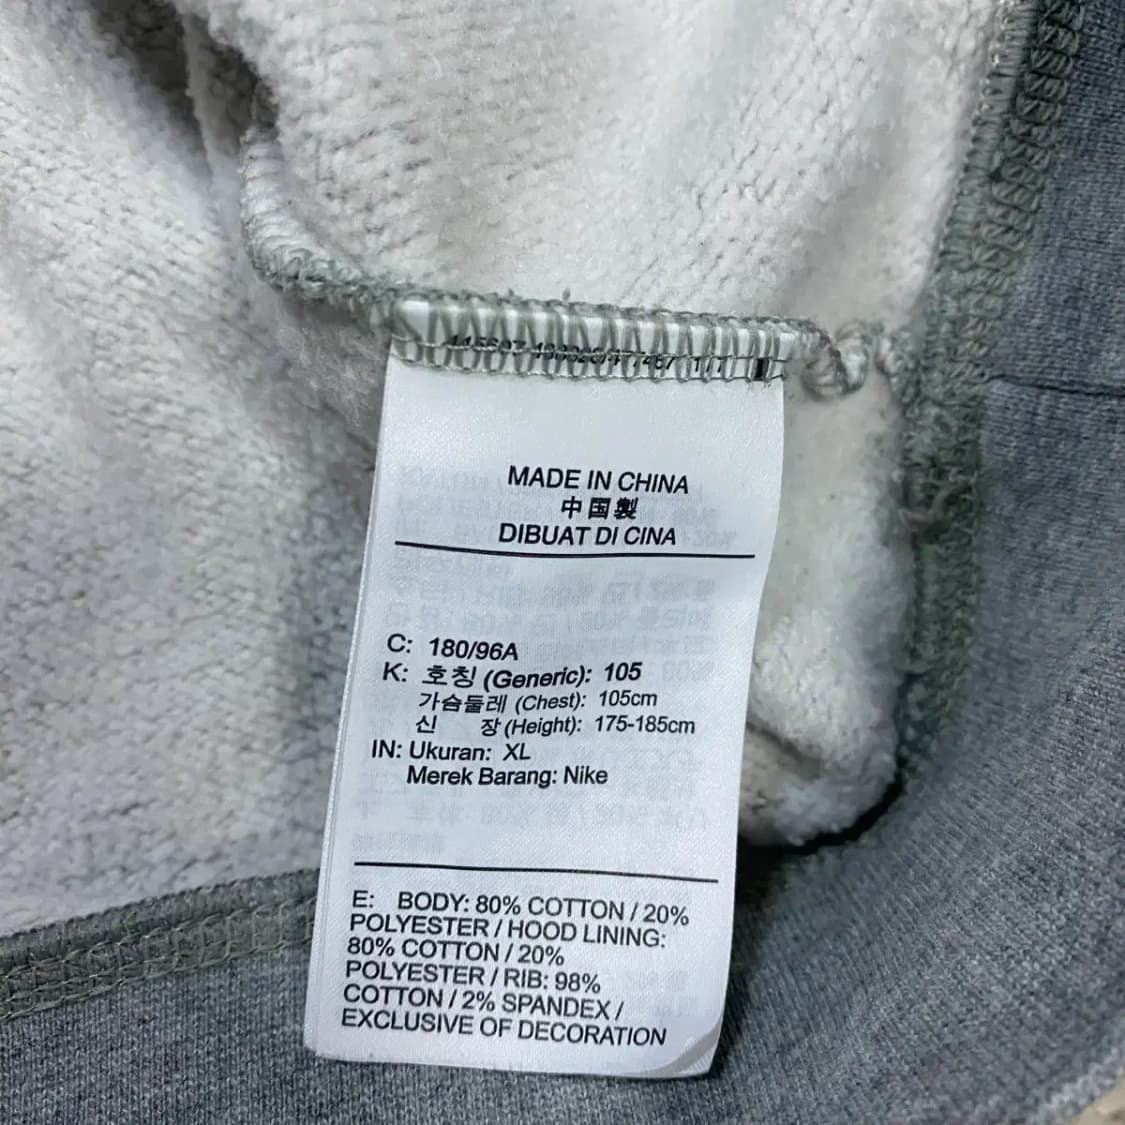 MADE IN CHINA
中国製
DIBUAT DI CINA
C: 180/96A
K: 호칭 (Generic): 105
가슴둘레 (Chest): 105cm
신 장 (Height): 175-185cm
IN: Ukuran: XL
Merek Barang: Nike
E: BODY: 80% COTTON / 20%
POLYESTER / HOOD LINING:
80% COTTON / 20%
POLYESTER / RIB: 98%
COTTON / 2% SPANDEX /
EXCLUSIVE OF DECORATION